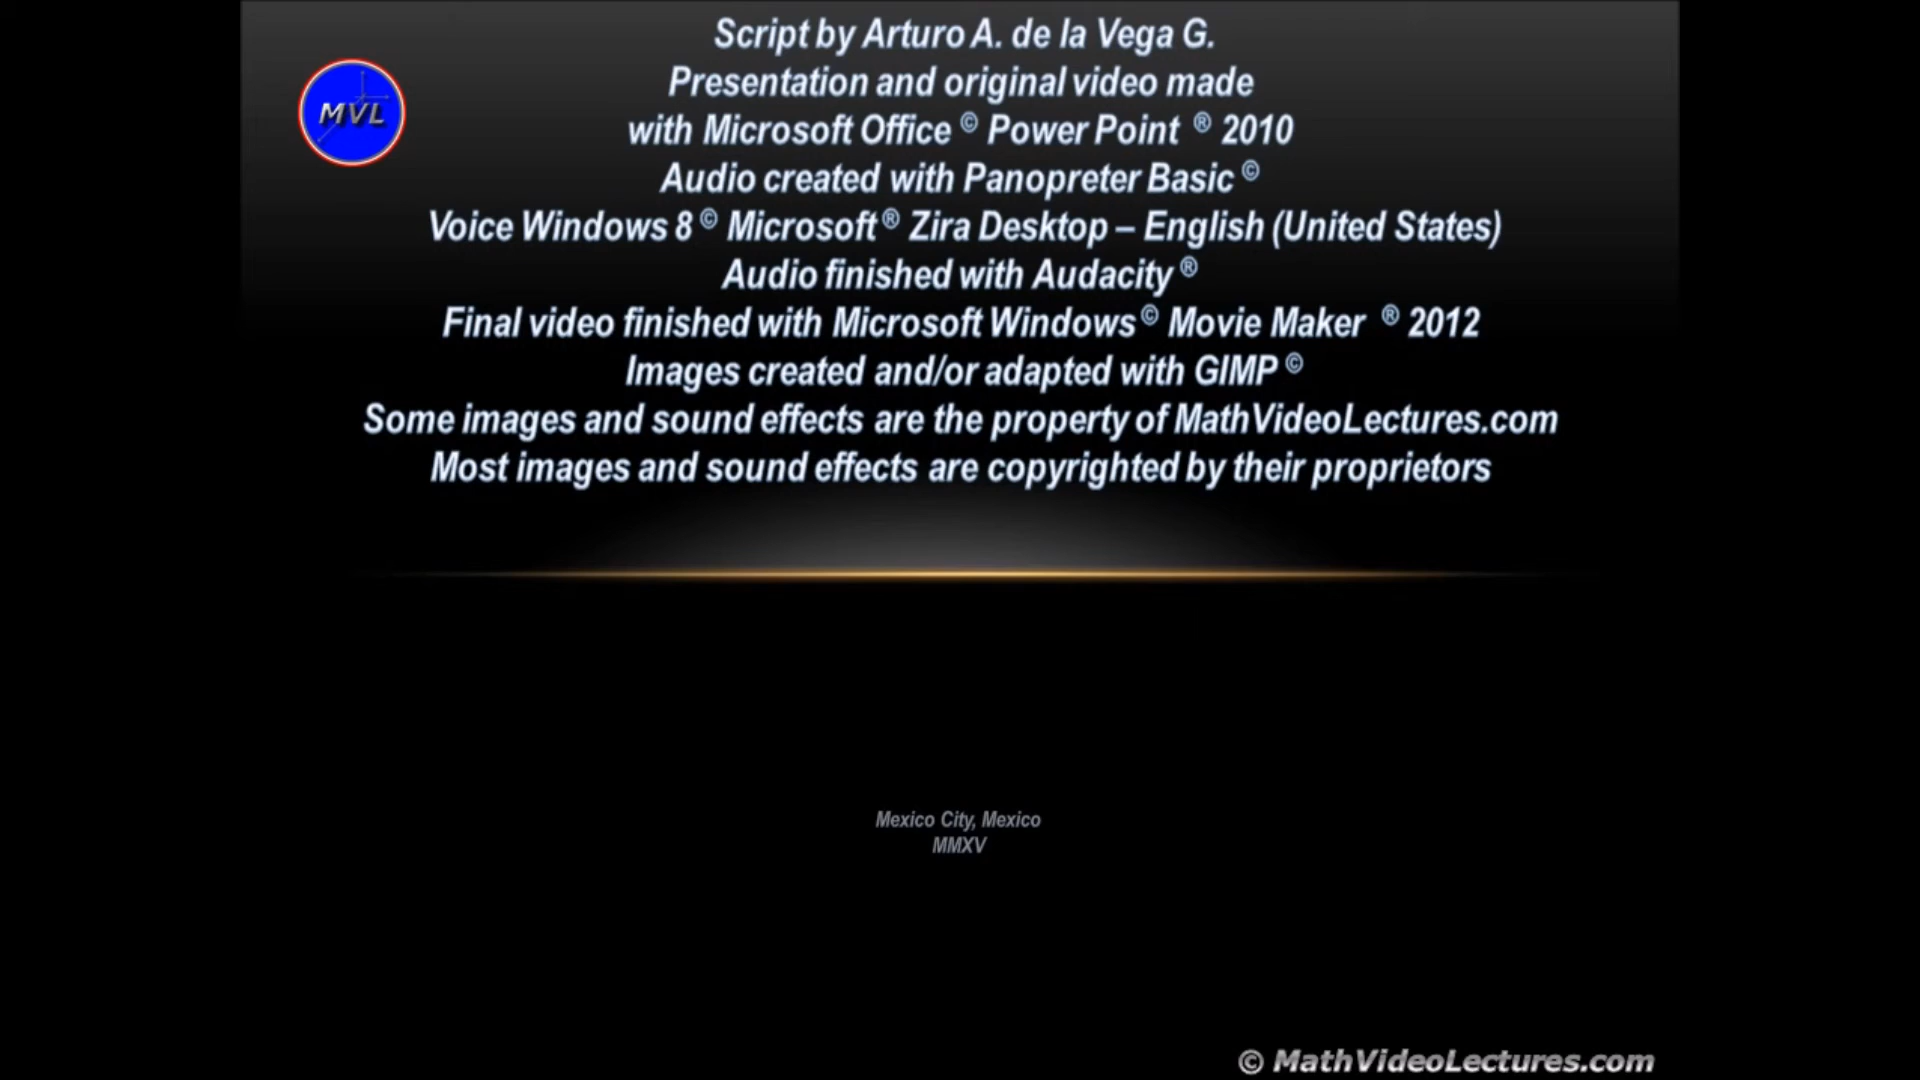 Script by Arturo A. de la Vega G.
MVL
Presentation and original video made
with Microsoft Office © Power Point ® 2010
Audio created with Panopreter Basic ©
Voice Windows 8 © Microsoft ® Zira Desktop – English (United States)
Audio finished with Audacity ®
Final video finished with Microsoft Windows © Movie Maker ® 2012
Images created and/or adapted with GIMP ©
Some images and sound effects are the property of MathVideoLectures.com
Most images and sound effects are copyrighted by their proprietors
Mexico City, Mexico
MMXV
© MathVideoLectures.com